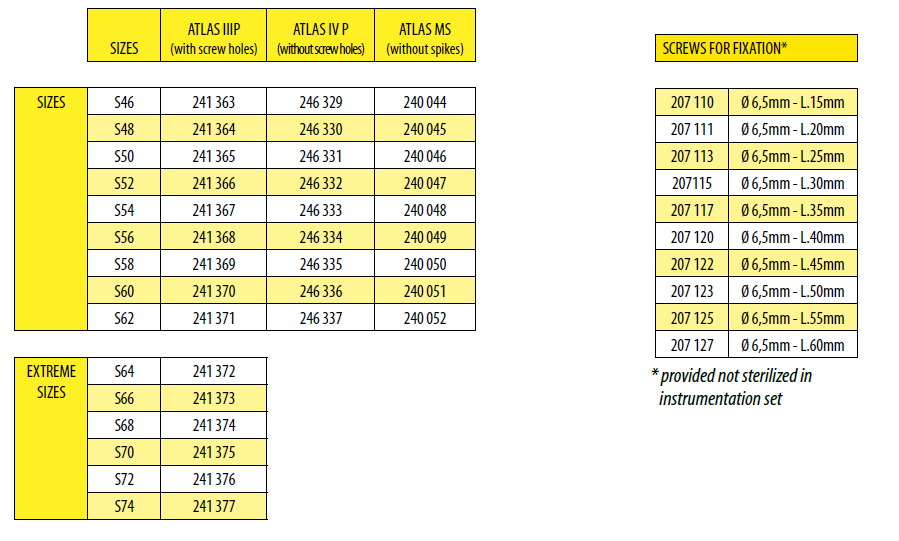 SIZES ATLAS IIIP (with screw holes) ATLAS IV P (without screw holes) ATLAS MS (without spikes)
SIZES S46 241 363 246 329 240 044
S48 241 364 246 330 240 045
S50 241 365 246 331 240 046
S52 241 366 246 332 240 047
S54 241 367 246 333 240 048
S56 241 368 246 334 240 049
S58 241 369 246 335 240 050
S60 241 370 246 336 240 051
S62 241 371 246 337 240 052
EXTREME SIZES S64 241 372
S66 241 373
S68 241 374
S70 241 375
S72 241 376
S74 241 377
SCREWS FOR FIXATION*
207 110 Ø 6,5mm - L.15mm
207 111 Ø 6,5mm - L.20mm
207 113 Ø 6,5mm - L.25mm
207115 Ø 6,5mm - L.30mm
207 117 Ø 6,5mm - L.35mm
207 120 Ø 6,5mm - L.40mm
207 122 Ø 6,5mm - L.45mm
207 123 Ø 6,5mm - L.50mm
207 125 Ø 6,5mm - L.55mm
207 127 Ø 6,5mm - L.60mm
* provided not sterilized in
instrumentation set